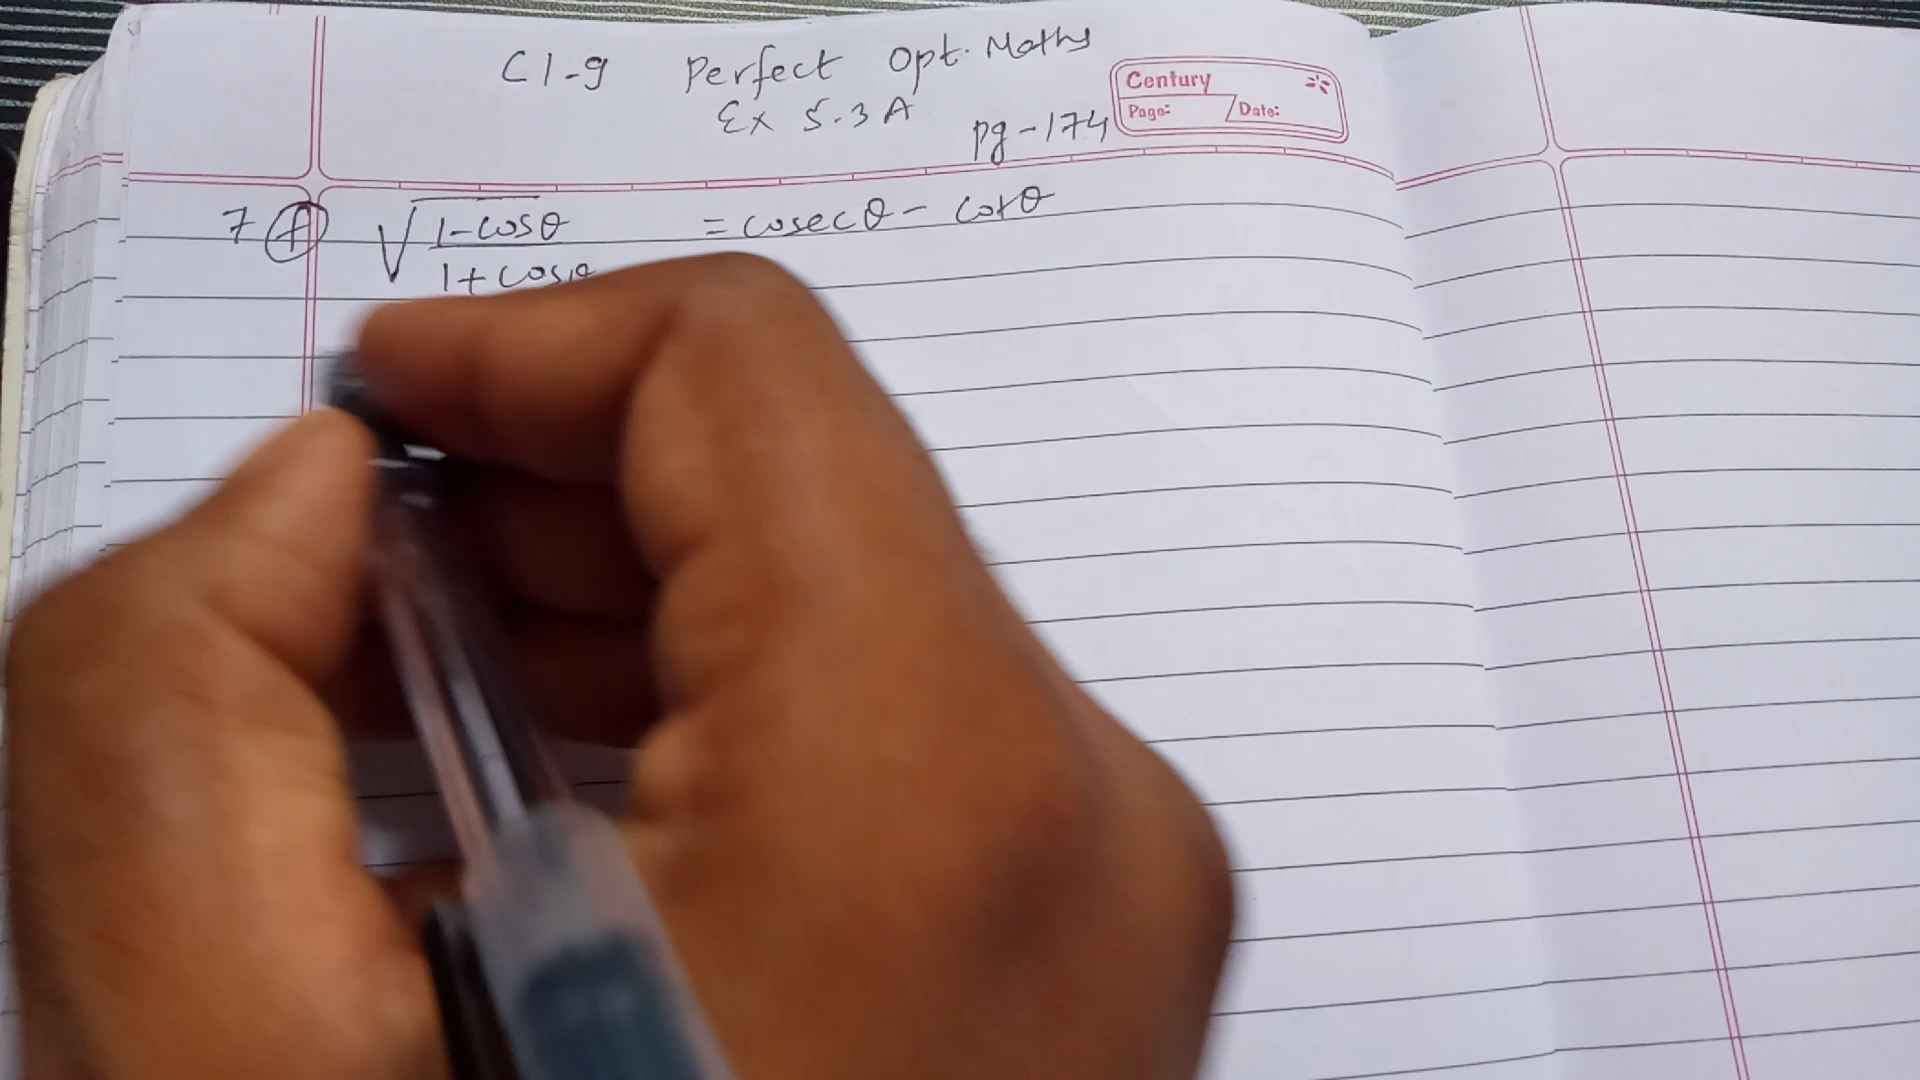 Cl-9 Perfect Opt. Maths
Ex 5.3 A
pg-174
Century
Page: Date:
7 (f) √ 1-cosθ = cosecθ - cotθ
1+cosθ